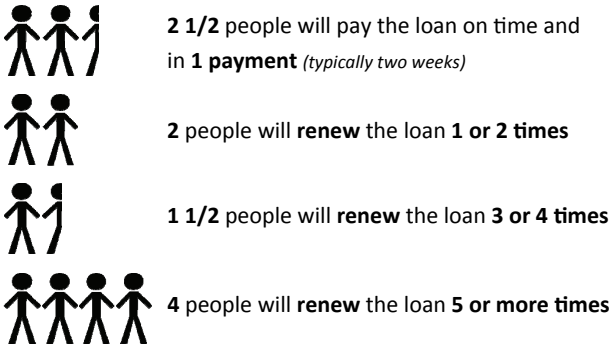 2 1/2 people will pay the loan on time and
in 1 payment (typically two weeks)
2 people will renew the loan 1 or 2 times
1 1/2 people will renew the loan 3 or 4 times
4 people will renew the loan 5 or more times